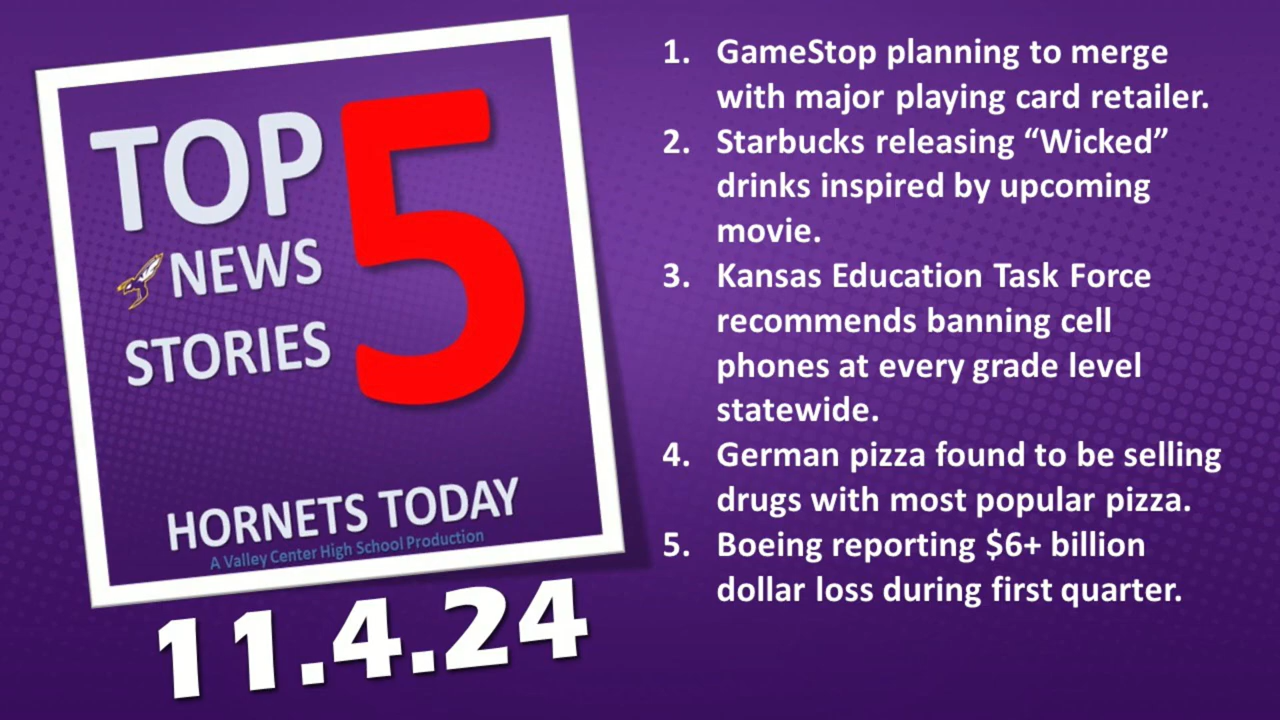 TOP 5
NEWS
STORIES
HORNETS TODAY
A Valley Center High School Production
11.4.24
1. GameStop planning to merge
with major playing card retailer.
2. Starbucks releasing “Wicked”
drinks inspired by upcoming
movie.
3. Kansas Education Task Force
recommends banning cell
phones at every grade level
statewide.
4. German pizza found to be selling
drugs with most popular pizza.
5. Boeing reporting $6+ billion
dollar loss during first quarter.